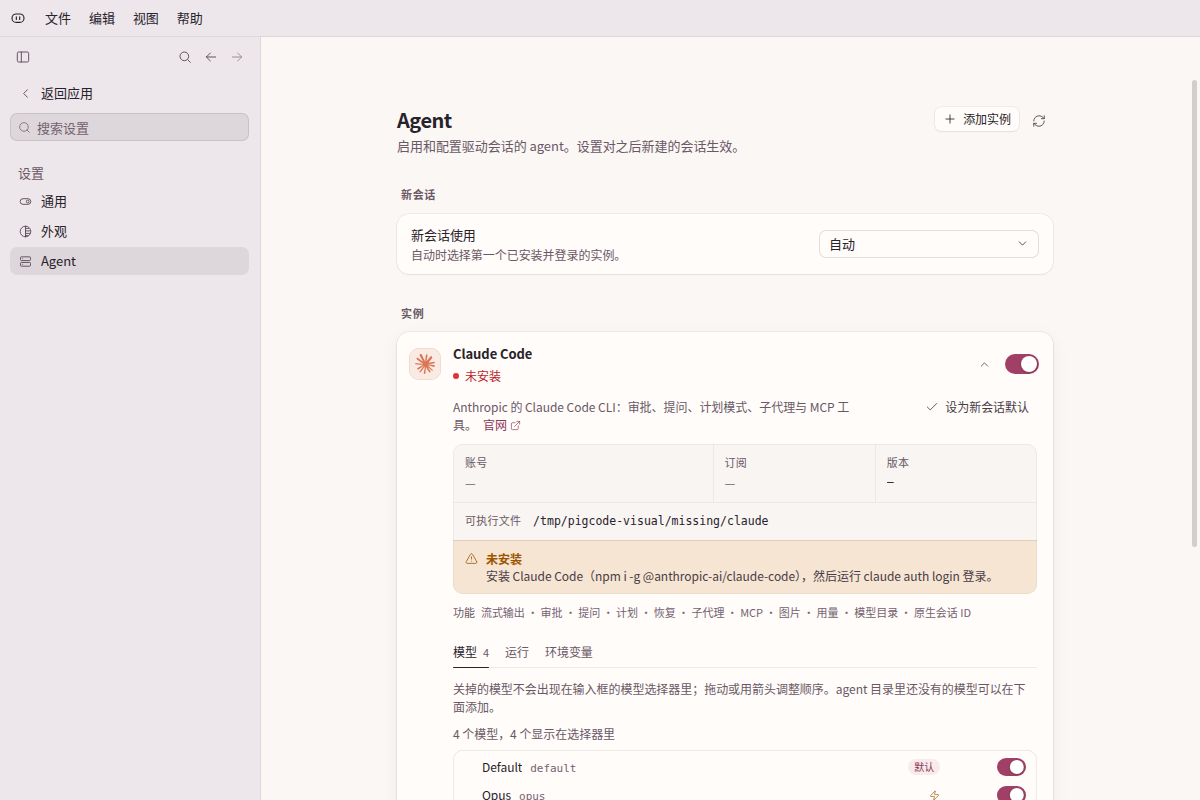 文件 编辑 视图 帮助
返回应用
搜索设置
设置
通用
外观
Agent
Agent
添加实例
启用和配置驱动会话的 agent。设置对之后新建的会话生效。
新会话
新会话使用
自动时选择第一个已安装并登录的实例。
自动
实例
Claude Code
未安装
Anthropic 的 Claude Code CLI：审批、提问、计划模式、子代理与 MCP 工
具。 官网
设为新会话默认
账号 订阅 版本
— — —
可执行文件 /tmp/pigcode-visual/missing/claude
未安装
安装 Claude Code（npm i -g @anthropic-ai/claude-code），然后运行 claude auth login 登录。
功能 流式输出 · 审批 · 提问 · 计划 · 恢复 · 子代理 · MCP · 图片 · 用量 · 模型目录 · 原生会话 ID
模型 4 运行 环境变量
关掉的模型不会出现在输入框的模型选择器里；拖动或用箭头调整顺序。agent 目录里还没有的模型可以在下
面添加。
4 个模型，4 个显示在选择器里
Default default 默认
Opus opus